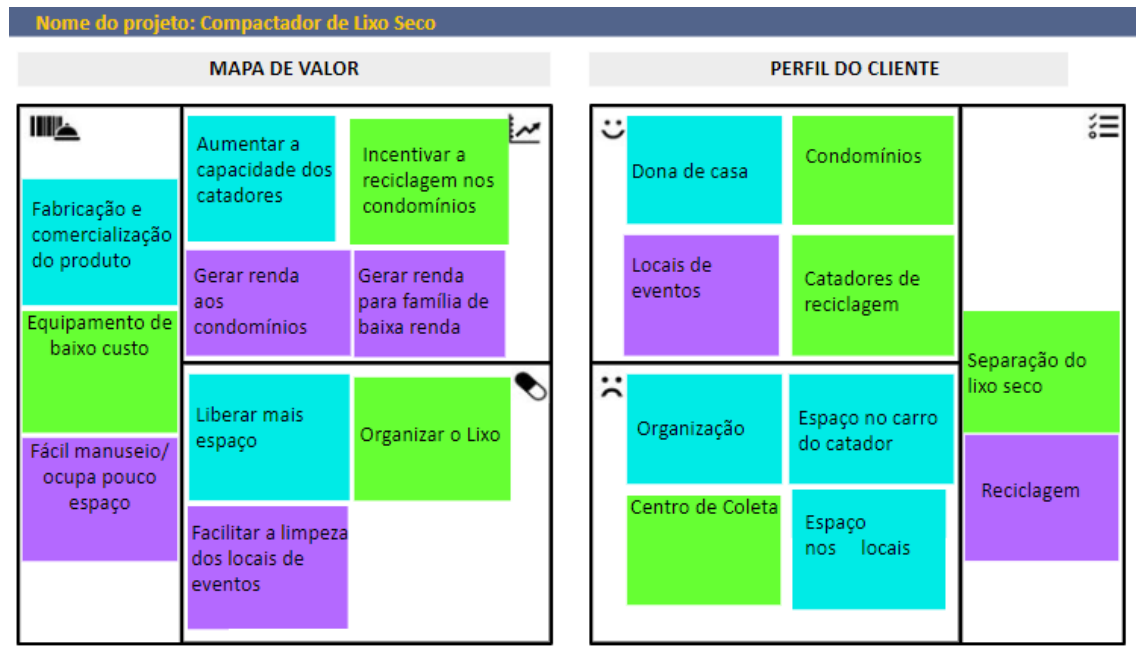 Nome do projeto: Compactador de Lixo Seco
MAPA DE VALOR
Fabricação e
comercialização
do produto
Equipamento de
baixo custo
Fácil manuseio/
ocupa pouco
espaço
Aumentar a
capacidade dos
catadores
Incentivar a
reciclagem nos
condomínios
Gerar renda
aos
condomínios
Gerar renda
para família de
baixa renda
Liberar mais
espaço
Organizar o Lixo
Facilitar a limpeza
dos locais de
eventos
PERFIL DO CLIENTE
Dona de casa
Condomínios
Locais de
eventos
Catadores de
reciclagem
Organização
Espaço no carro
do catador
Centro de Coleta
Espaço
nos locais
Separação do
lixo seco
Reciclagem